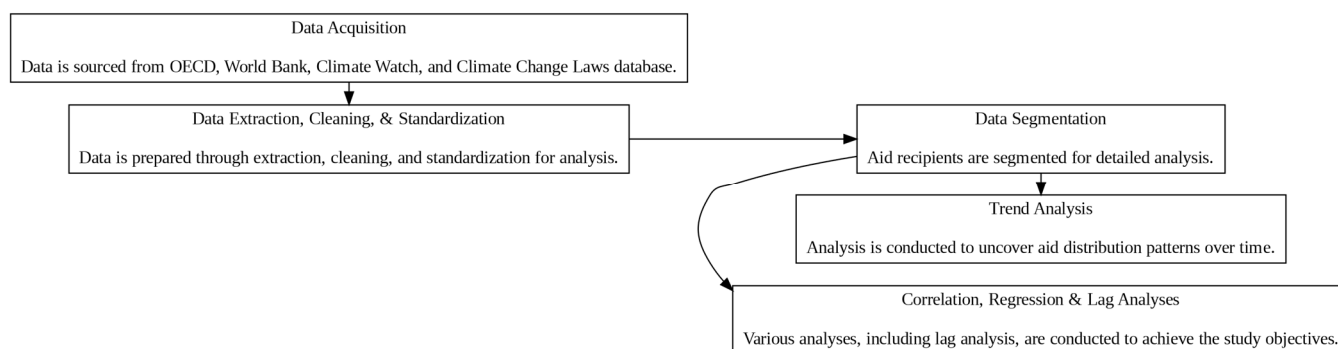 Data Acquisition
Data is sourced from OECD, World Bank, Climate Watch, and Climate Change Laws database.
Data Extraction, Cleaning, & Standardization
Data is prepared through extraction, cleaning, and standardization for analysis.
Data Segmentation
Aid recipients are segmented for detailed analysis.
Trend Analysis
Analysis is conducted to uncover aid distribution patterns over time.
Correlation, Regression & Lag Analyses
Various analyses, including lag analysis, are conducted to achieve the study objectives.